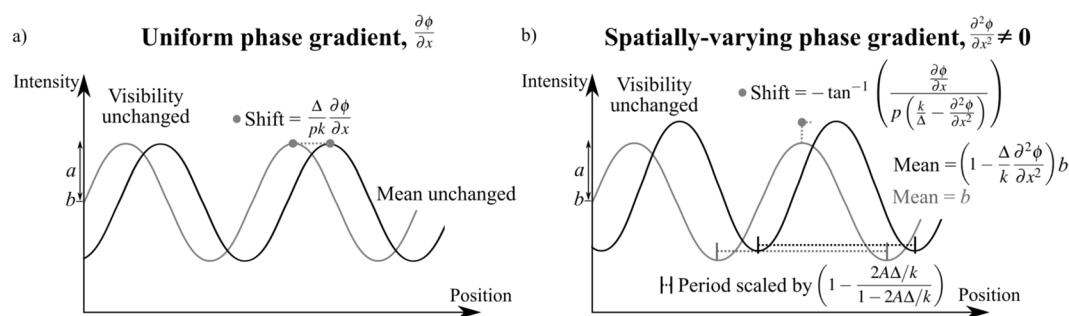 a)
Uniform phase gradient, ∂ϕ/∂x
Intensity
Visibility
unchanged
Shift = Δ/pk ∂ϕ/∂x
a
b
Mean unchanged
Position
b)
Spatially-varying phase gradient, ∂²ϕ/∂x² ≠ 0
Intensity
Visibility
unchanged
Shift = − tan⁻¹ ( ∂ϕ/∂x / p ( k/Δ − ∂²ϕ/∂x² ) )
a
b
Mean = ( 1 − Δ/k ∂²ϕ/∂x² ) b
Mean = b
Period scaled by ( 1 − 2AΔ/k / 1 − 2AΔ/k )
Position